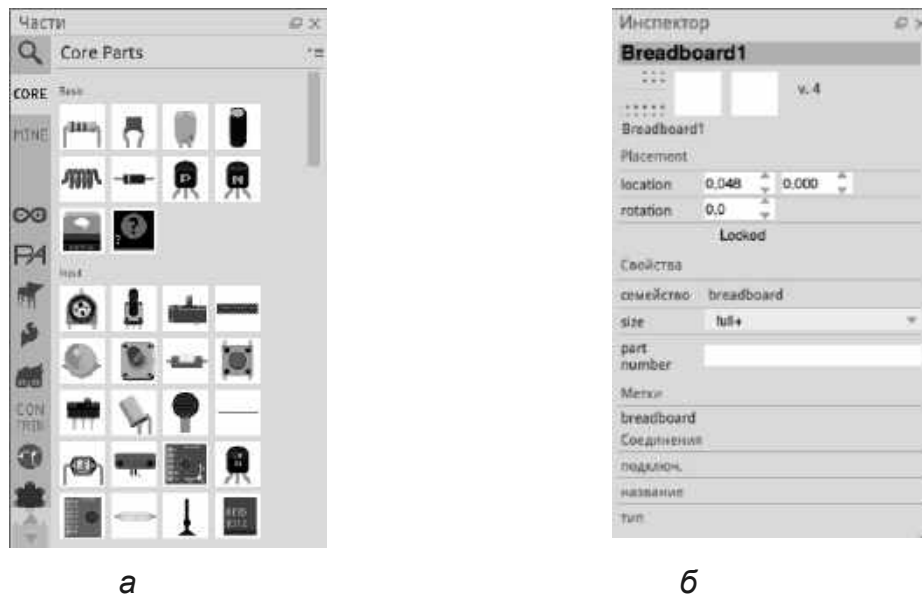 Части
Core Parts
CORE
Basic
MINE
Input
CON
TRIB
а
Инспектор
Breadboard1
v. 4
Breadboard1
Placement
location 0,048 0.000
rotation 0,0
Locked
Свойства
семейство breadboard
size full+
part
number
Метки
breadboard
Соединения
подключ.
название
тип
б